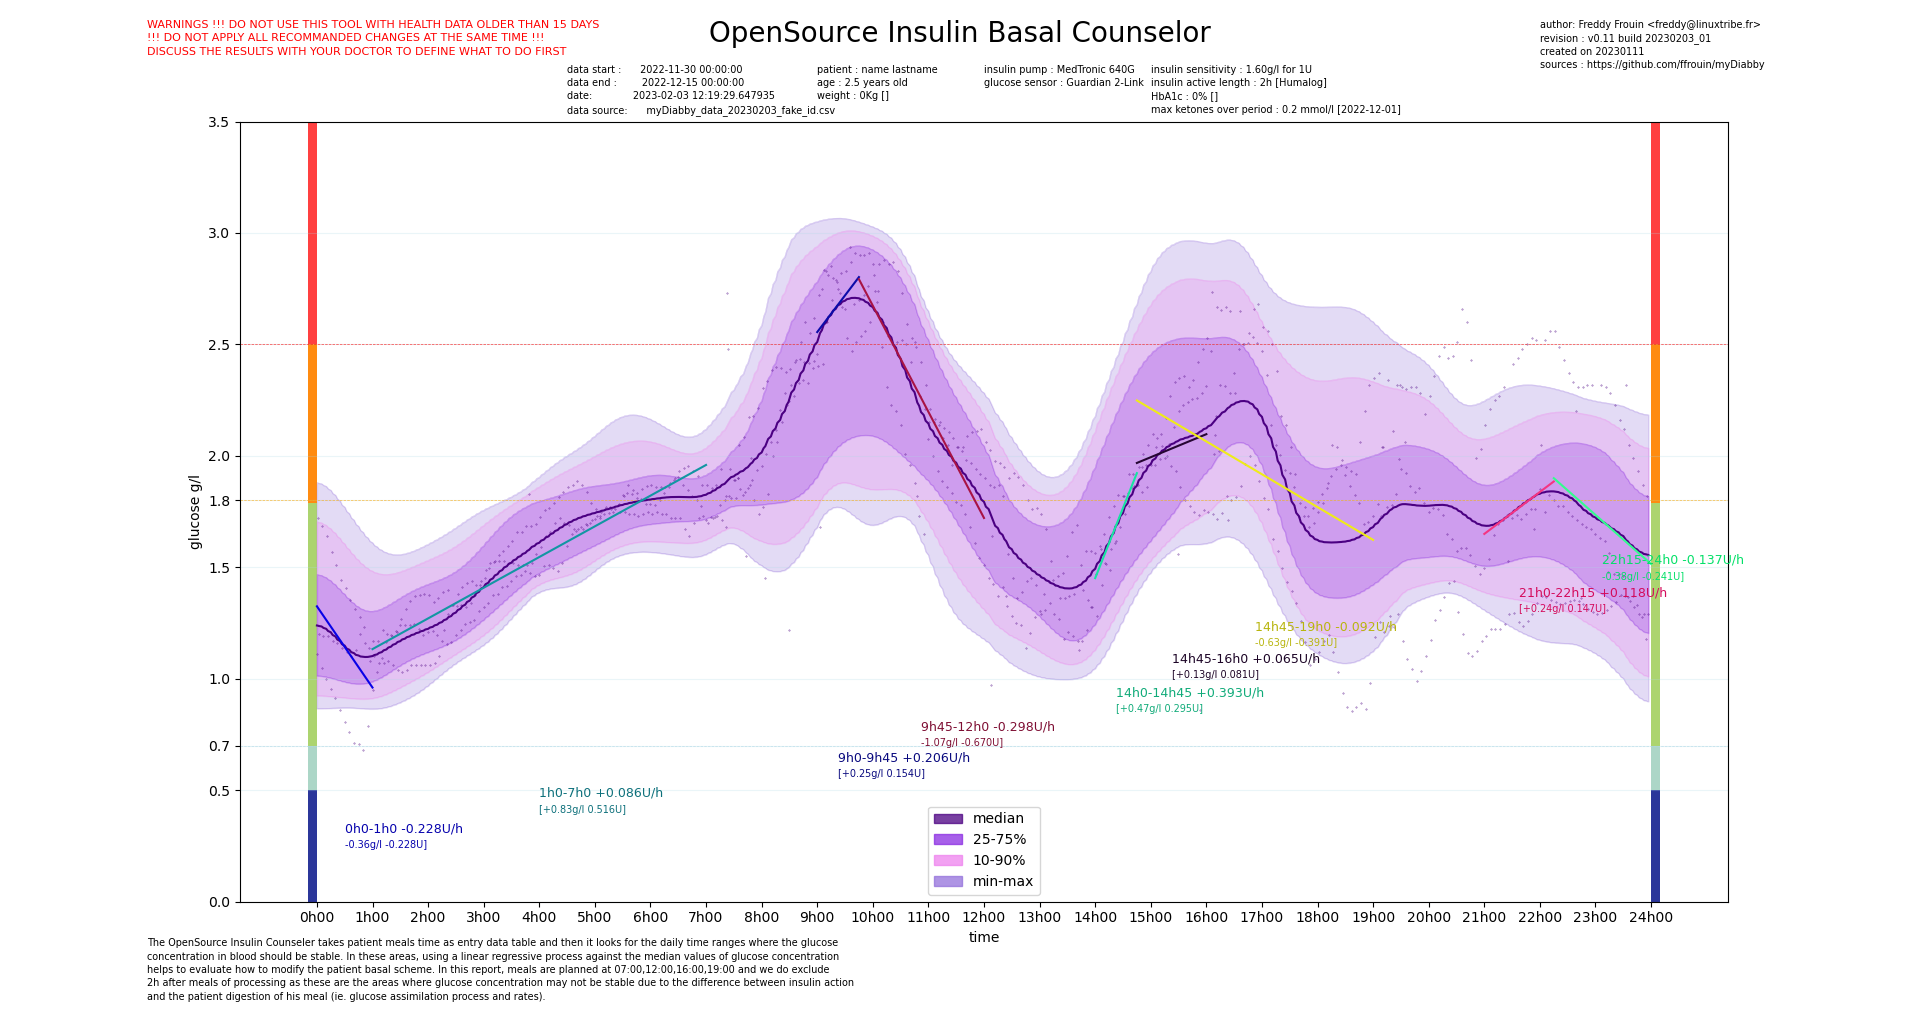 WARNINGS !!! DO NOT USE THIS TOOL WITH HEALTH DATA OLDER THAN 15 DAYS
!!! DO NOT APPLY ALL RECOMMANDED CHANGES AT THE SAME TIME !!!
DISCUSS THE RESULTS WITH YOUR DOCTOR TO DEFINE WHAT TO DO FIRST
OpenSource Insulin Basal Counselor
author: Freddy Frouin <freddy@linuxtribe.fr>
revision : v0.11 build 20230203_01
created on 20230111
sources : https://github.com/ffrouin/myDiabby
data start : 2022-11-30 00:00:00
data end : 2022-12-15 00:00:00
date: 2023-02-03 12:19:29.647935
data source: myDiabby_data_20230203_fake_id.csv
patient : name lastname
age : 2.5 years old
weight : 0Kg []
insulin pump : MedTronic 640G
glucose sensor : Guardian 2-Link
insulin sensitivity : 1.60g/l for 1U
insulin active length : 2h [Humalog]
HbA1c : 0% []
max ketones over period : 0.2 mmol/l [2022-12-01]
3.5
3.0
2.5
2.0
1.8
1.5
1.0
0.7
0.5
0.0
glucose g/l
22h15-24h0 -0.137U/h
-0.38g/l -0.241U]
21h0-22h15 +0.118U/h
[+0.24g/l 0.147U]
14h45-19h0 -0.092U/h
-0.63g/l -0.391U]
14h45-16h0 +0.065U/h
[+0.13g/l 0.081U]
14h0-14h45 +0.393U/h
[+0.47g/l 0.295U]
9h45-12h0 -0.298U/h
-1.07g/l -0.670U]
9h0-9h45 +0.206U/h
[+0.25g/l 0.154U]
1h0-7h0 +0.086U/h
[+0.83g/l 0.516U]
0h0-1h0 -0.228U/h
-0.36g/l -0.228U]
median
25-75%
10-90%
min-max
0h00 1h00 2h00 3h00 4h00 5h00 6h00 7h00 8h00 9h00 10h00 11h00 12h00 13h00 14h00 15h00 16h00 17h00 18h00 19h00 20h00 21h00 22h00 23h00 24h00
time
The OpenSource Insulin Counseler takes patient meals time as entry data table and then it looks for the daily time ranges where the glucose
concentration in blood should be stable. In these areas, using a linear regressive process against the median values of glucose concentration
helps to evaluate how to modify the patient basal scheme. In this report, meals are planned at 07:00,12:00,16:00,19:00 and we do exclude
2h after meals of processing as these are the areas where glucose concentration may not be stable due to the difference between insulin action
and the patient digestion of his meal (ie. glucose assimilation process and rates).